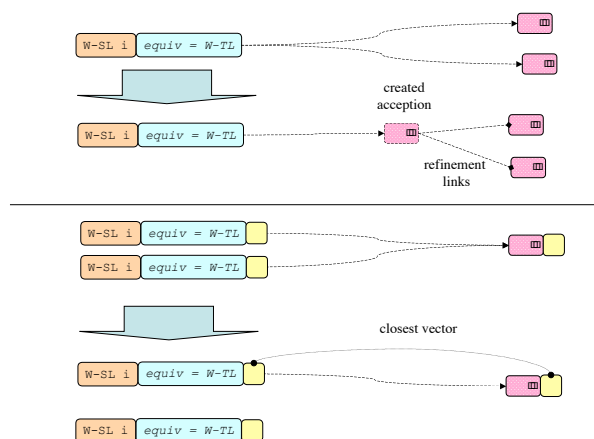 W-SL i equiv = W-TL
created
acception
W-SL i equiv = W-TL
refinement
links
W-SL i equiv = W-TL
W-SL i equiv = W-TL
closest vector
W-SL i equiv = W-TL
W-SL i equiv = W-TL